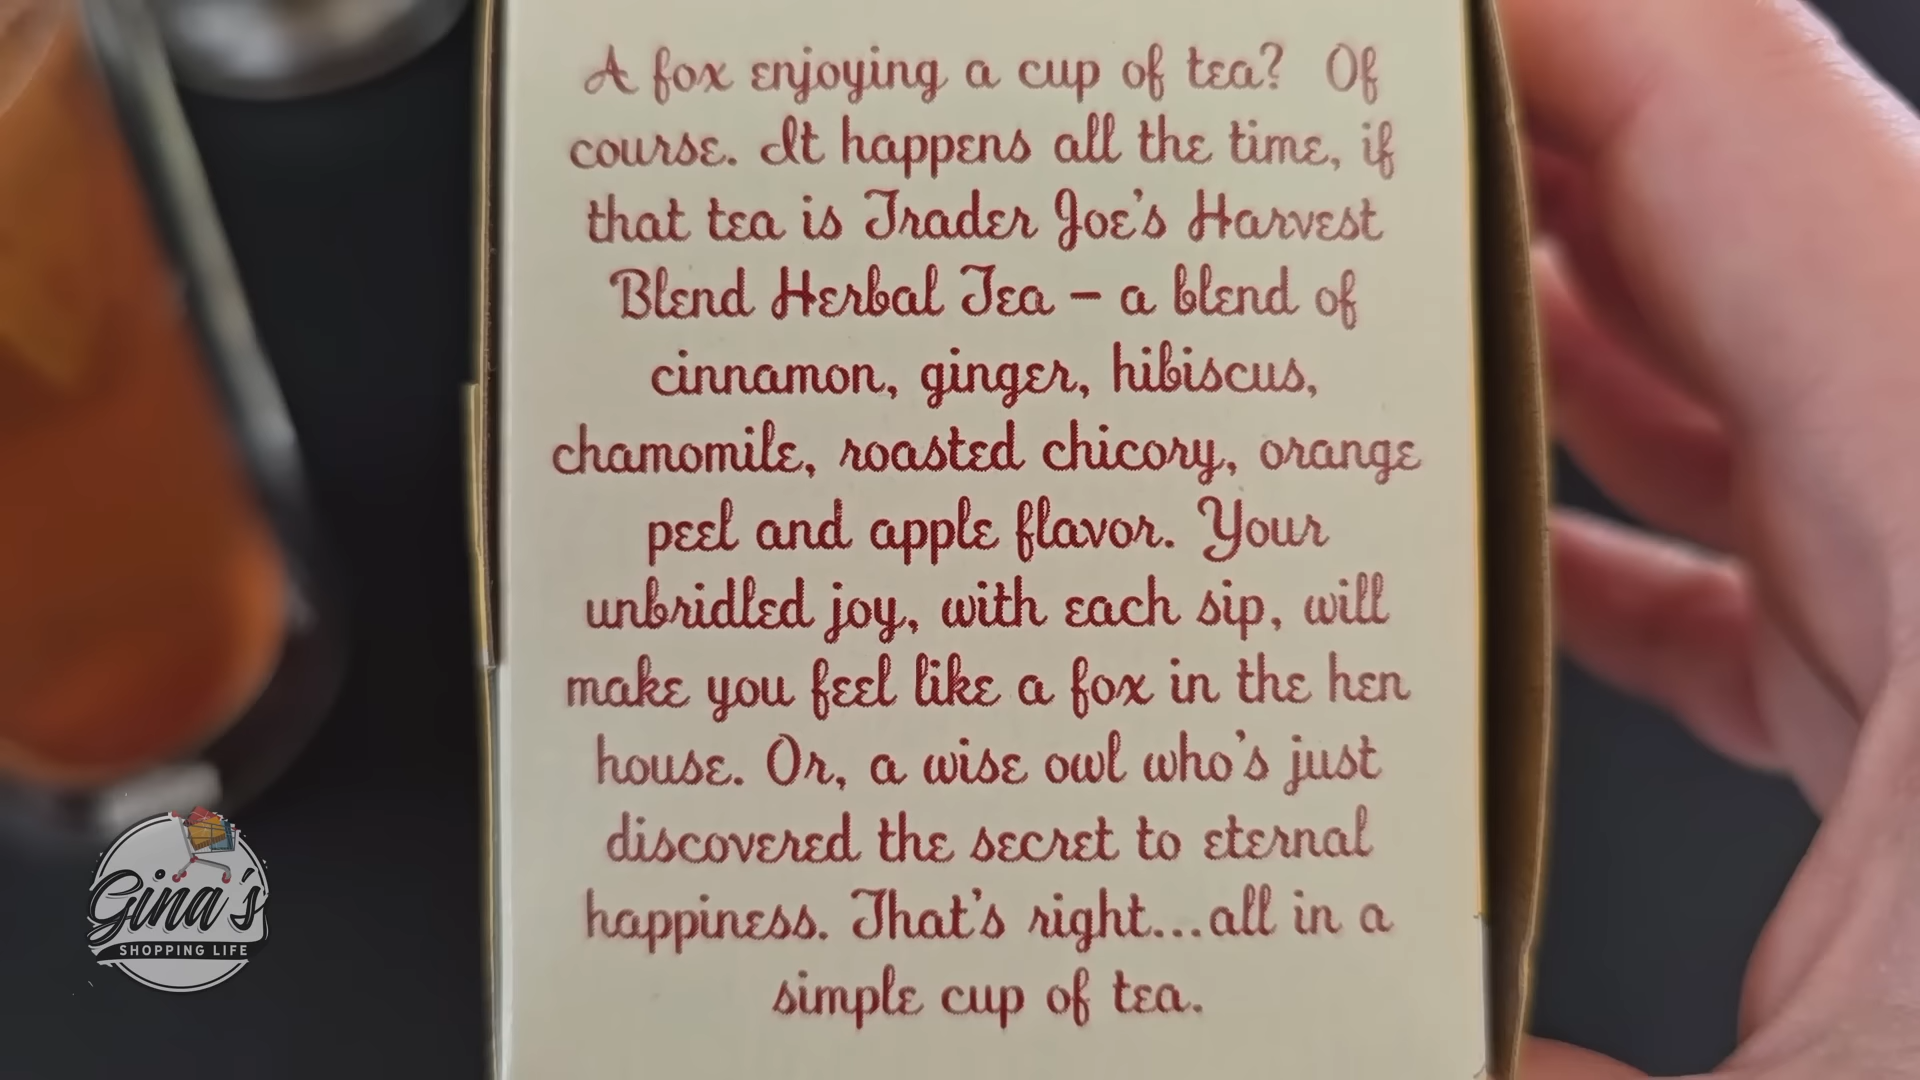 A fox enjoying a cup of tea? Of
course. It happens all the time, if
that tea is Trader Joe's Harvest
Blend Herbal Tea – a blend of
cinnamon, ginger, hibiscus,
chamomile, roasted chicory, orange
peel and apple flavor. Your
unbridled joy, with each sip, will
make you feel like a fox in the hen
house. Or, a wise owl who's just
discovered the secret to eternal
happiness. That's right...all in a
simple cup of tea.
Gina's
SHOPPING LIFE